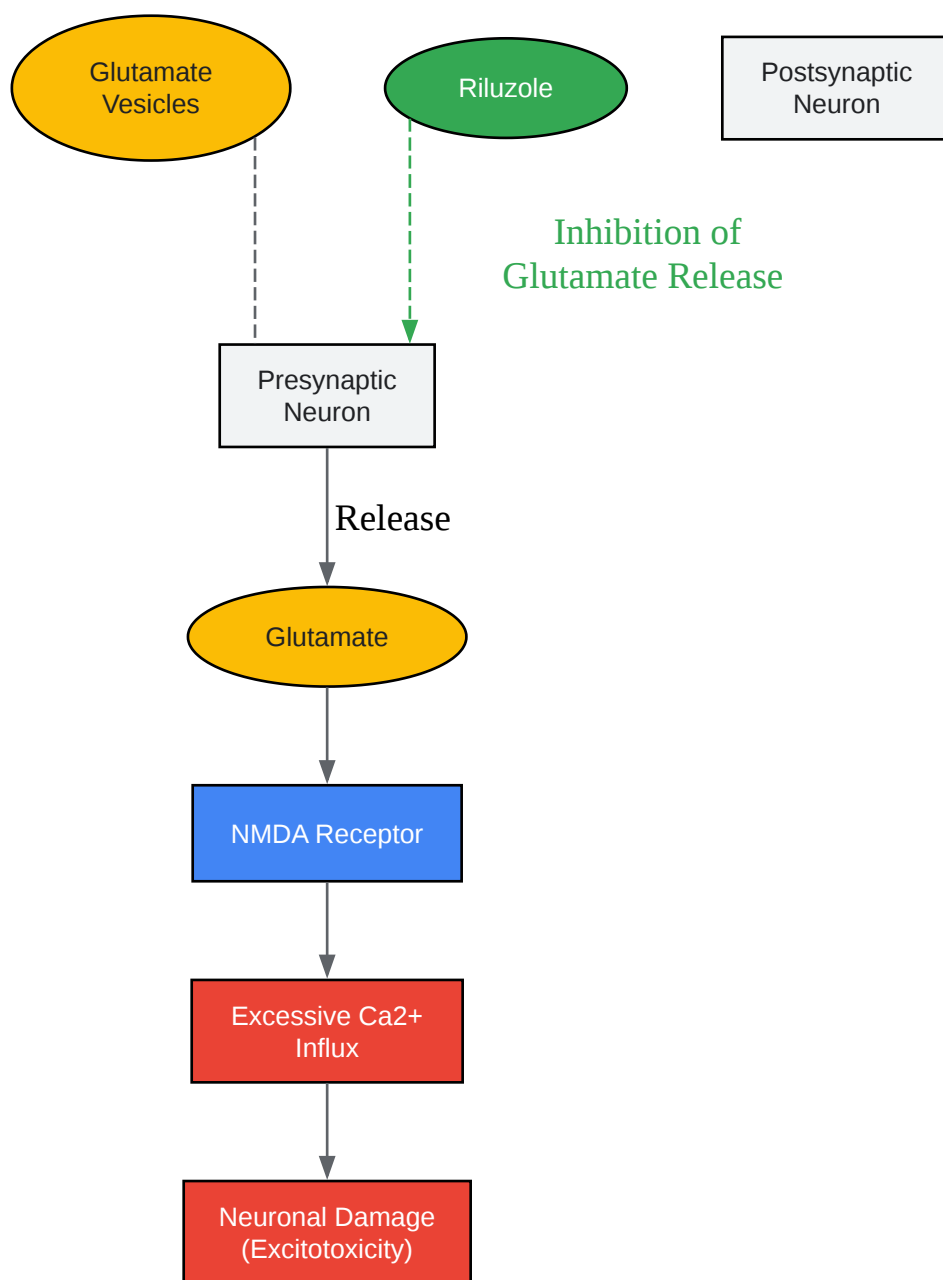 Glutamate
Vesicles
Riluzole
Postsynaptic
Neuron
Inhibition of
Glutamate Release
Presynaptic
Neuron
Release
Glutamate
NMDA Receptor
Excessive Ca2+
Influx
Neuronal Damage
(Excitotoxicity)